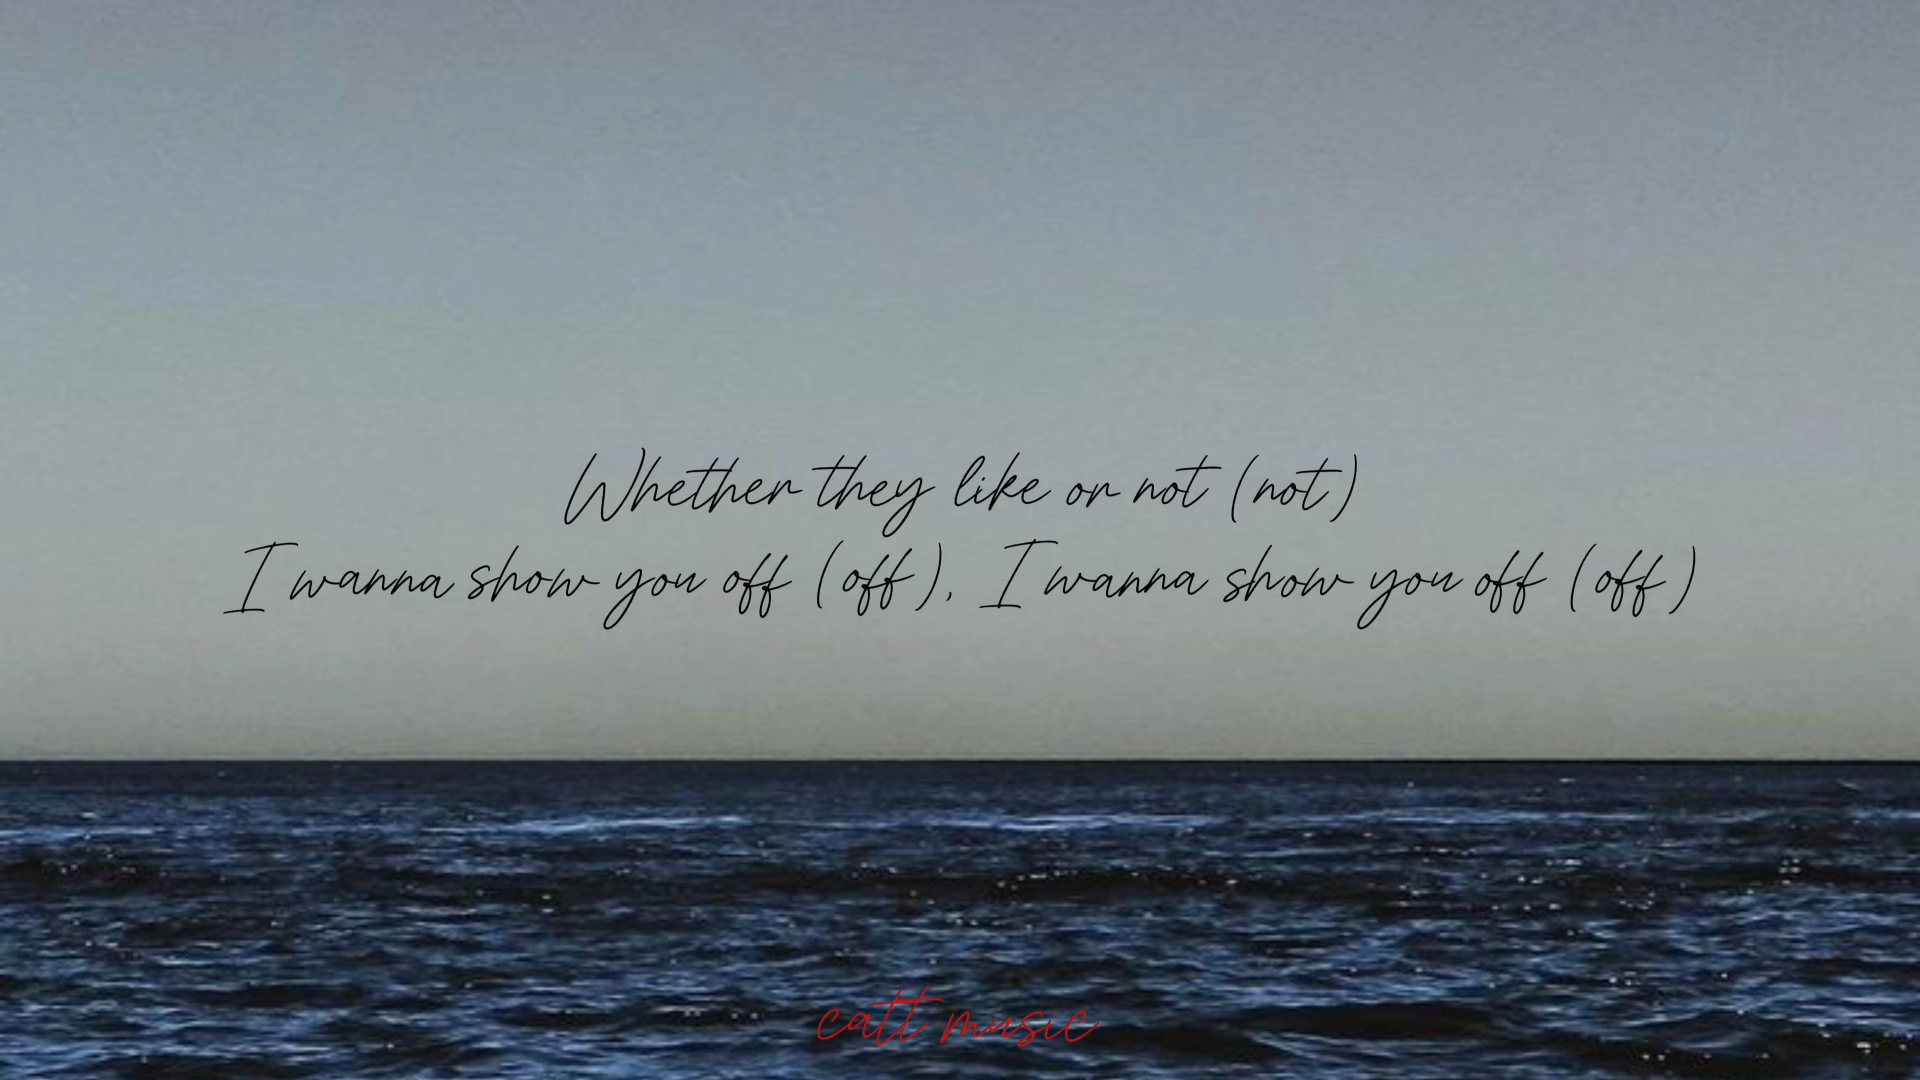 Whether they like or not (not)
I wanna show you off (off), I wanna show you off (off)
catt music